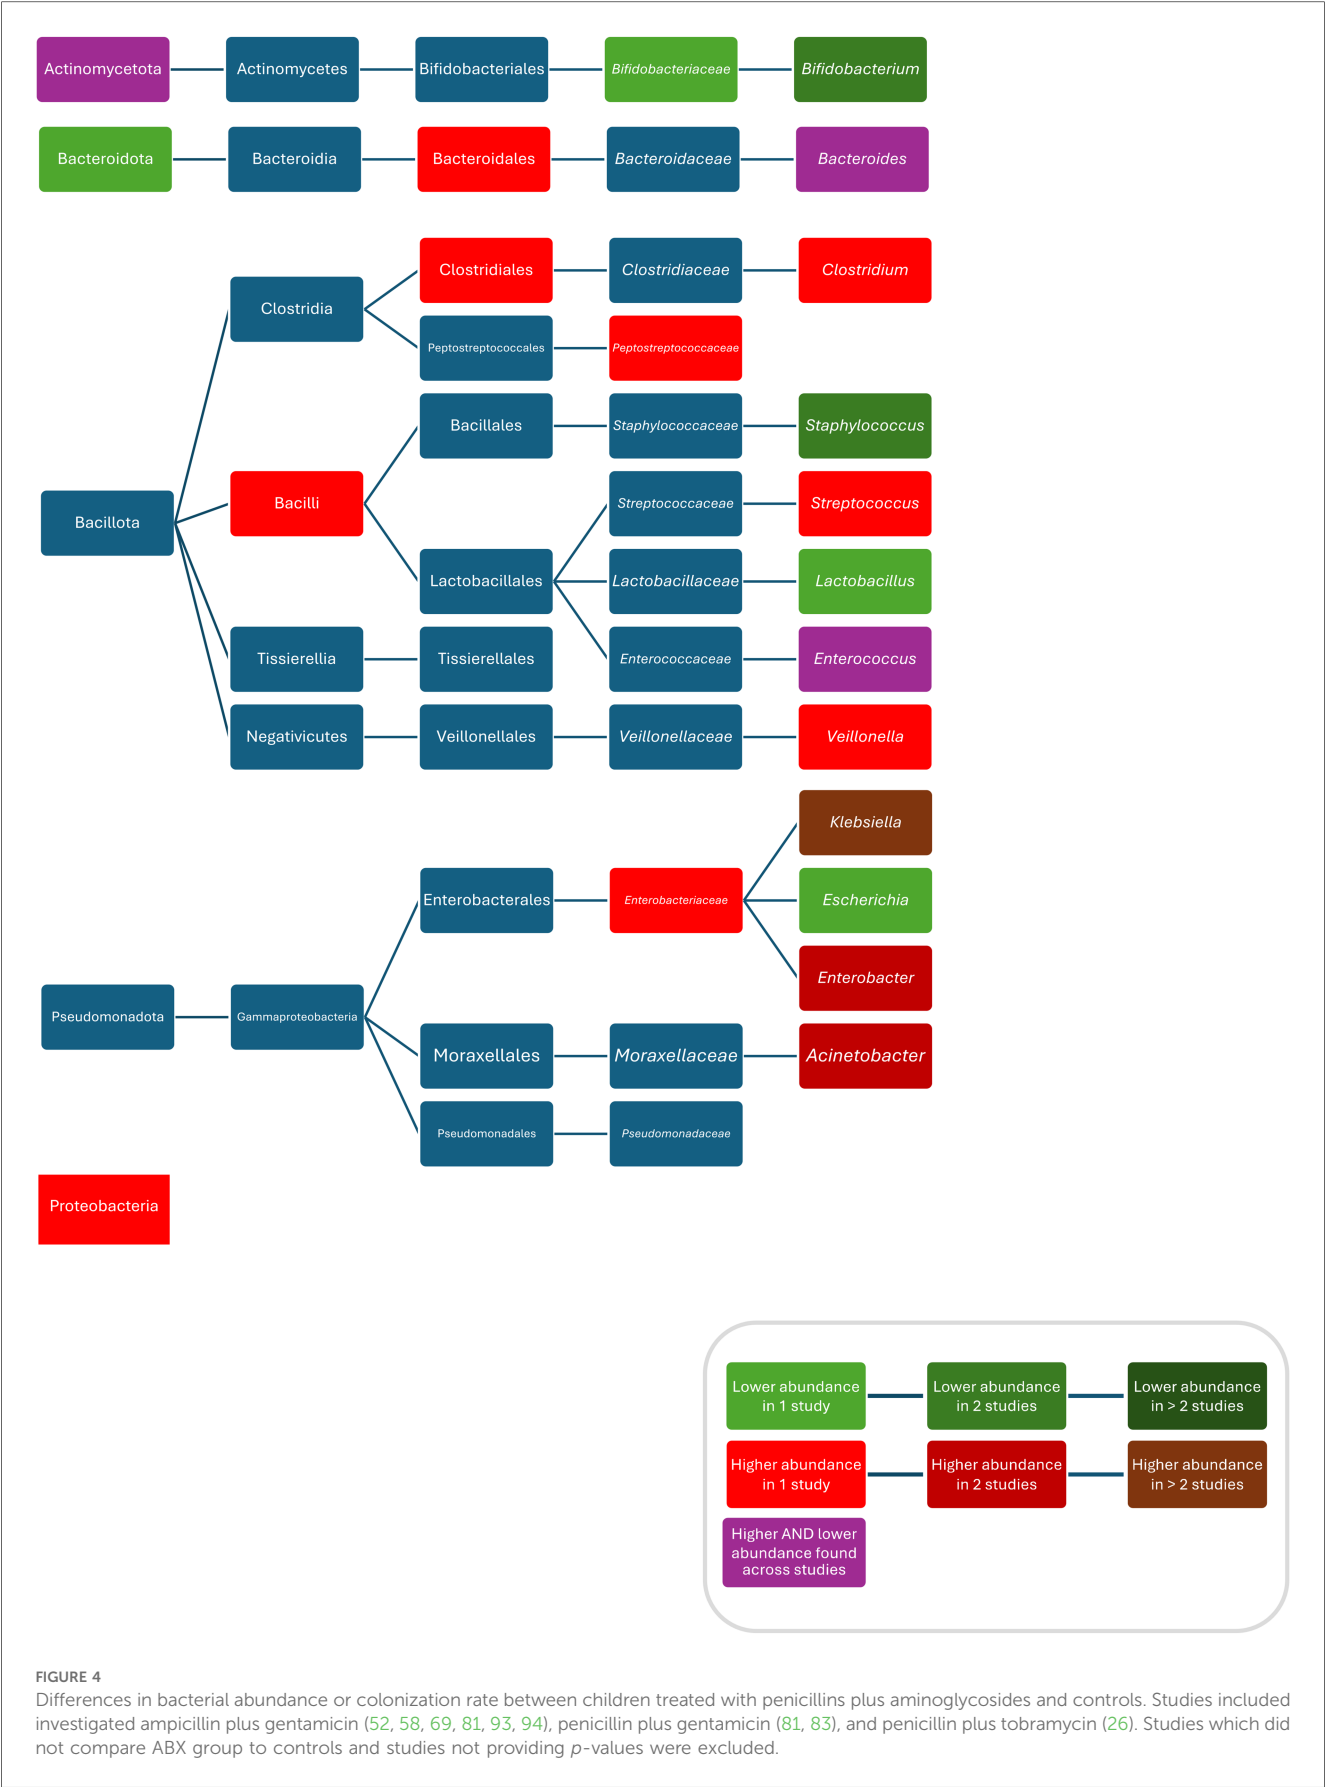 Actinomycetota
Actinomycetes
Bifidobacteriales
Bifidobacteriaceae
Bifidobacterium
Bacteroidota
Bacteroidia
Bacteroidales
Bacteroidaceae
Bacteroides
Clostridiales
Clostridiaceae
Clostridium
Clostridia
Peptostreptococcales
Peptostreptococcaceae
Bacillales
Staphylococcaceae
Staphylococcus
Bacillota
Bacilli
Streptococcaceae
Streptococcus
Lactobacillales
Lactobacillaceae
Lactobacillus
Tissierellia
Tissierellales
Enterococcaceae
Enterococcus
Negativicutes
Veillonellales
Veillonellaceae
Veillonella
Klebsiella
Enterobacterales
Enterobacteriaceae
Escherichia
Enterobacter
Pseudomonadota
Gammaproteobacteria
Moraxellales
Moraxellaceae
Acinetobacter
Pseudomonadales
Pseudomonadaceae
Proteobacteria
Lower abundance
in 1 study
Lower abundance
in 2 studies
Lower abundance
in > 2 studies
Higher abundance
in 1 study
Higher abundance
in 2 studies
Higher abundance
in > 2 studies
Higher AND lower
abundance found
across studies
FIGURE 4
Differences in bacterial abundance or colonization rate between children treated with penicillins plus aminoglycosides and controls. Studies included
investigated ampicillin plus gentamicin (52, 58, 69, 81, 93, 94), penicillin plus gentamicin (81, 83), and penicillin plus tobramycin (26). Studies which did
not compare ABX group to controls and studies not providing p-values were excluded.